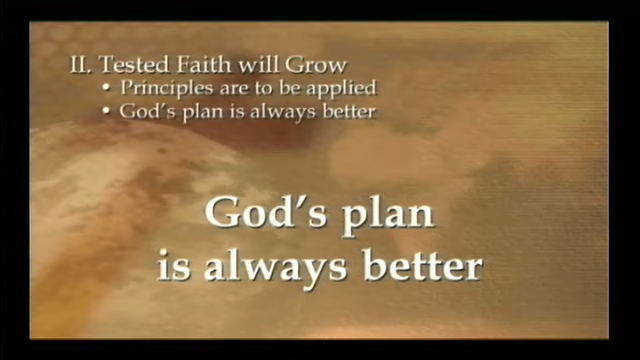 II. Tested Faith will Grow
• Principles are to be applied
• God's plan is always better
God's plan
is always better